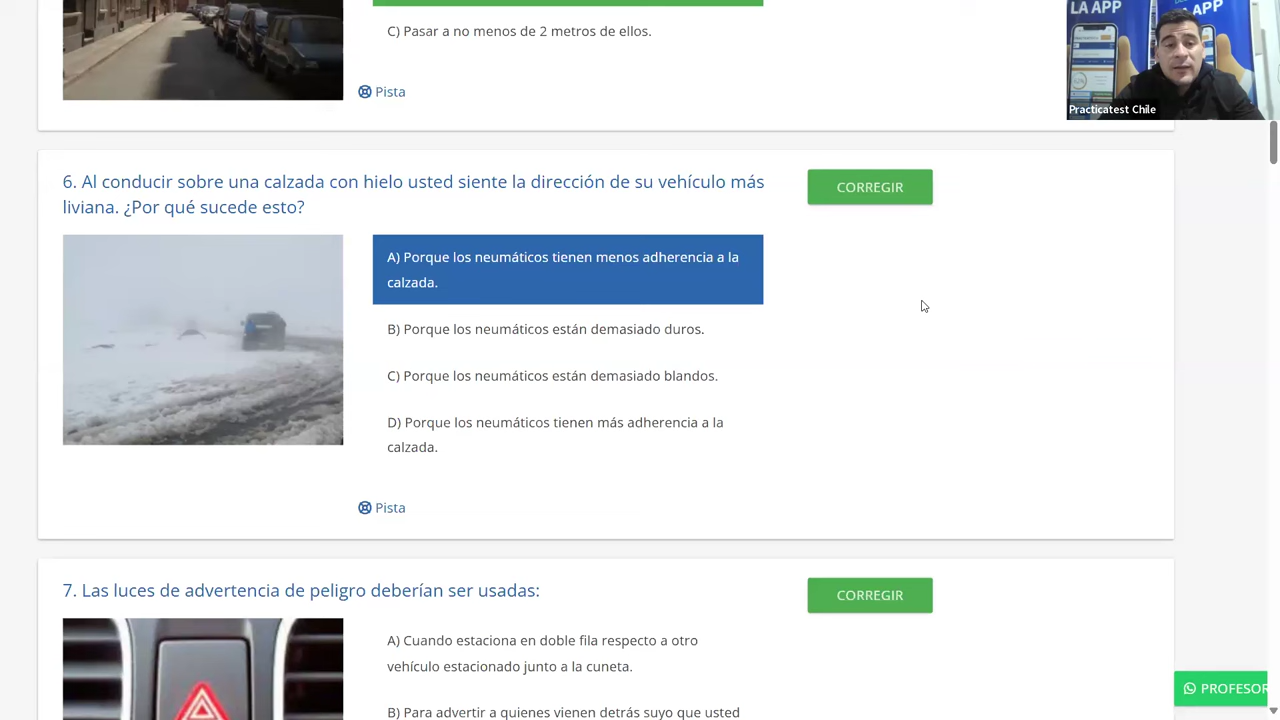 C) Pasar a no menos de 2 metros de ellos.
Pista
LA APP
LA APP
Practicatest Chile
6. Al conducir sobre una calzada con hielo usted siente la dirección de su vehículo más
liviana. ¿Por qué sucede esto?
CORREGIR
A) Porque los neumáticos tienen menos adherencia a la
calzada.
B) Porque los neumáticos están demasiado duros.
C) Porque los neumáticos están demasiado blandos.
D) Porque los neumáticos tienen más adherencia a la
calzada.
Pista
7. Las luces de advertencia de peligro deberían ser usadas:
CORREGIR
A) Cuando estaciona en doble fila respecto a otro
vehículo estacionado junto a la cuneta.
B) Para advertir a quienes vienen detrás suyo que usted
PROFESOR